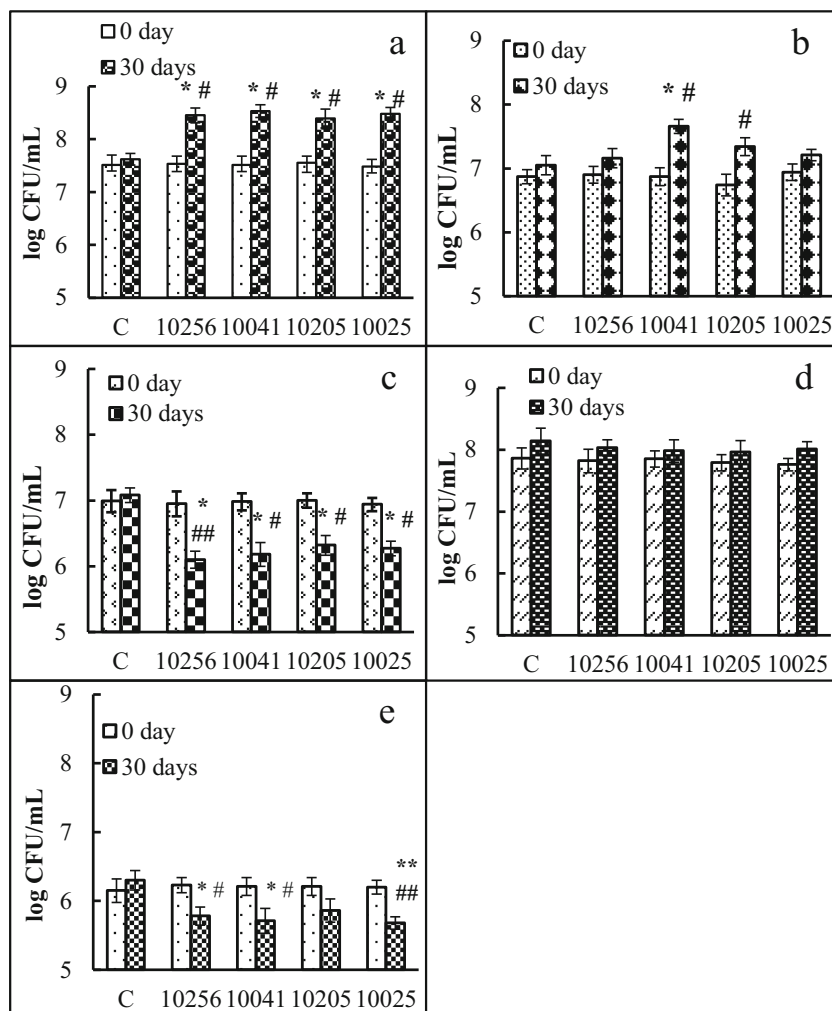 0 day
30 days
a
* # * # * # * #
9
8
7
6
5
log CFU/mL
C 10256 10041 10205 10025
0 day
30 days
b
* # #
9
8
7
6
5
log CFU/mL
C 10256 10041 10205 10025
0 day
30 days
c
*
## * # * # * #
9
8
7
6
5
log CFU/mL
C 10256 10041 10205 10025
0 day
30 days
d
9
8
7
6
5
log CFU/mL
C 10256 10041 10205 10025
0 day
30 days
e
* # * # **
##
9
8
7
6
5
log CFU/mL
C 10256 10041 10205 10025